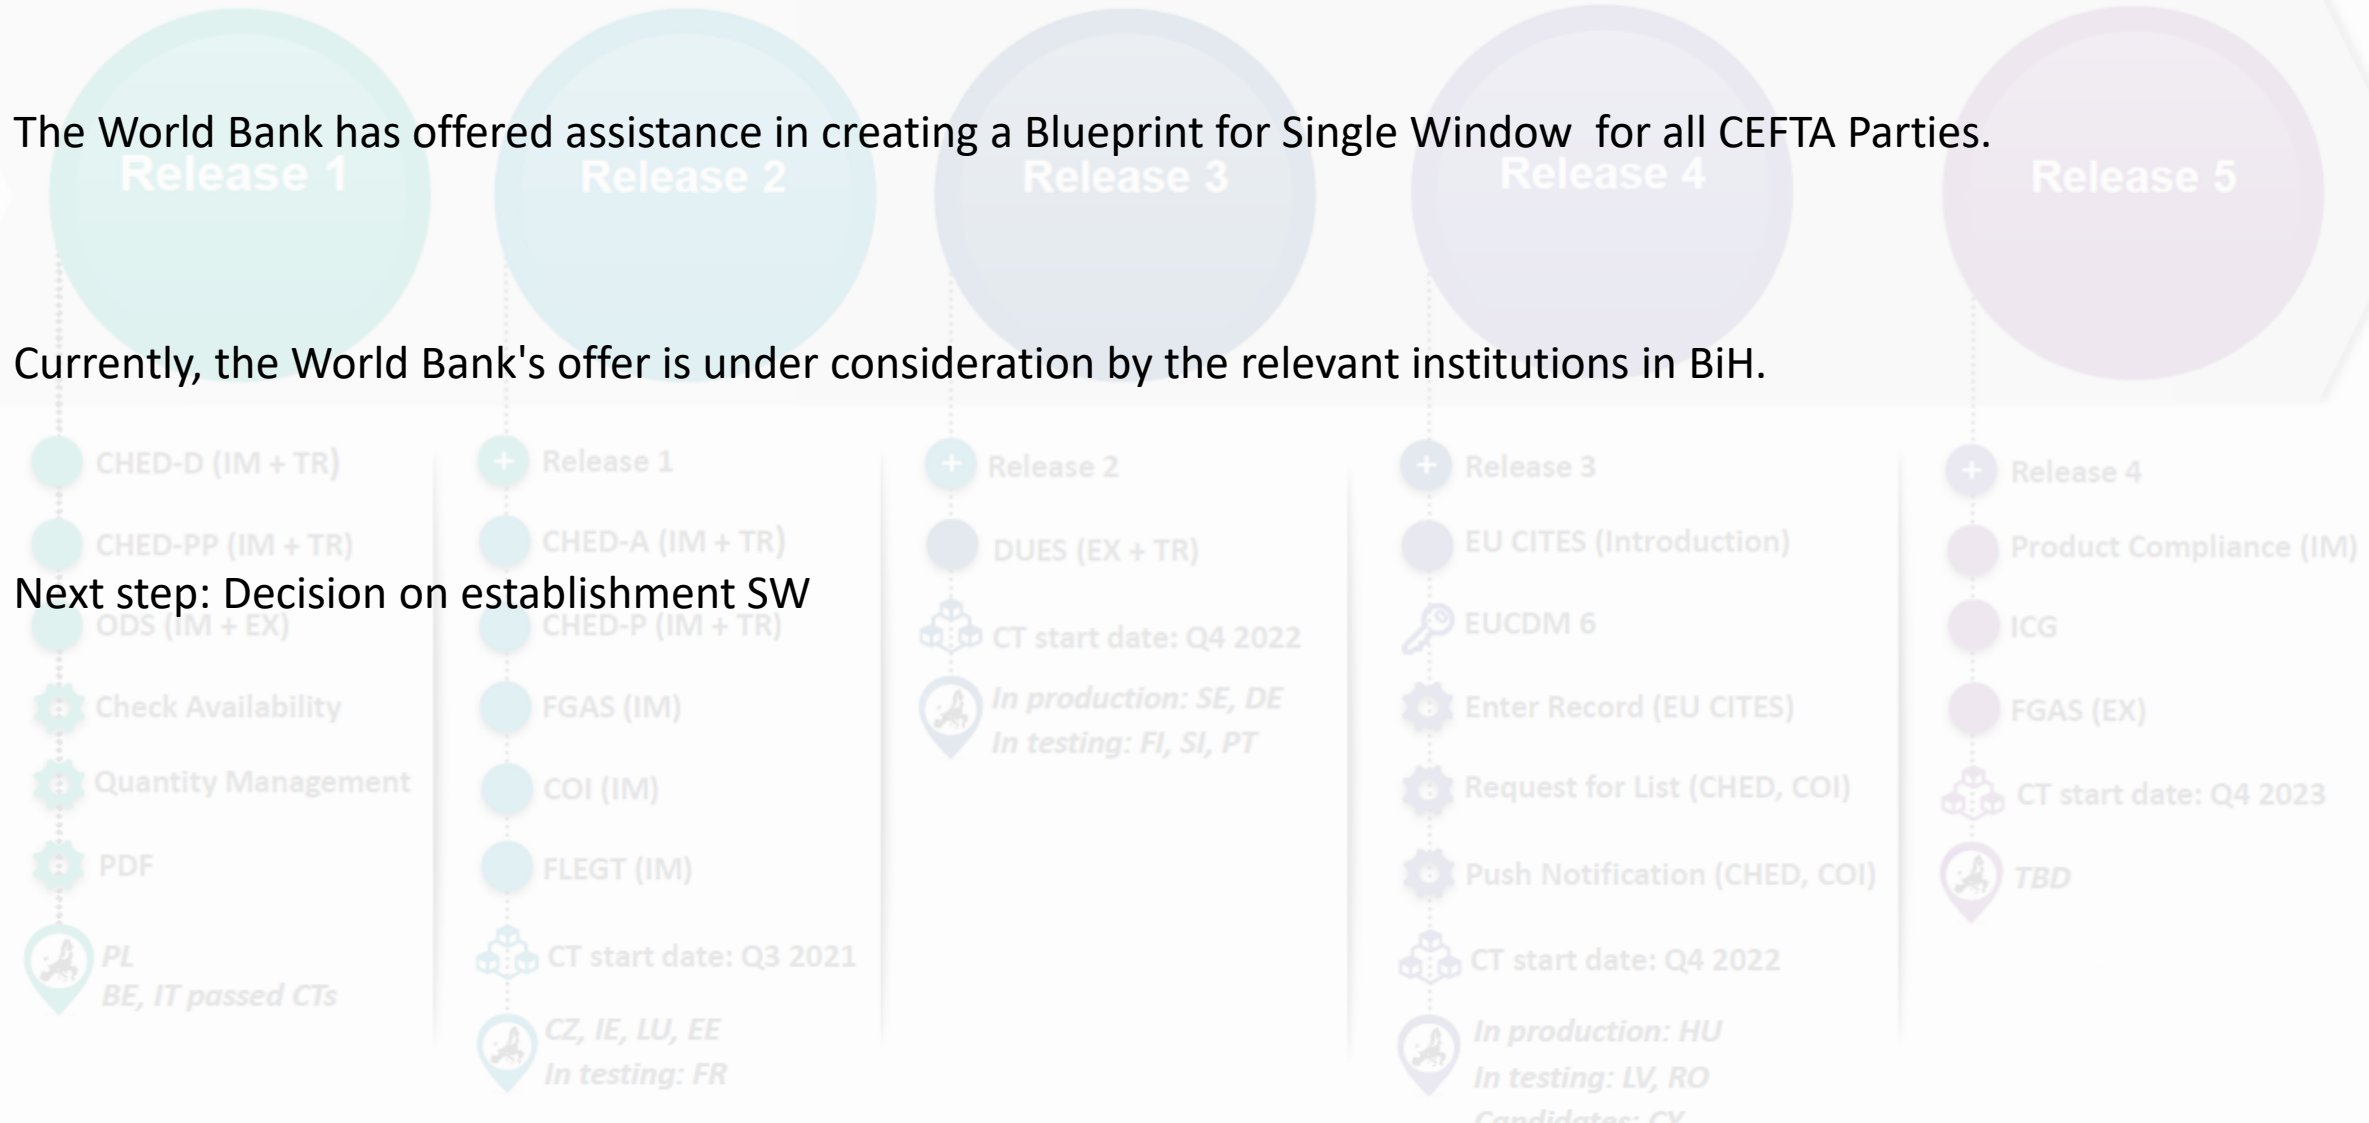 The World Bank has offered assistance in creating a Blueprint for Single Window  for all CEFTA Parties.
Currently, the World Bank's offer is under consideration by the relevant institutions in BiH.
Next step: Decision on establishment SW
Release 1
CHED-D (IM + TR)
CHED-PP (IM + TR)
ODS (IM + EX)
Check Availability
Quantity Management
PDF
PL
BE, IT passed CTs
Release 2
+ Release 1
CHED-A (IM + TR)
CHED-P (IM + TR)
FGAS (IM)
COI (IM)
FLEGT (IM)
CT start date: Q3 2021
CZ, IE, LU, EE
In testing: FR
Release 3
+ Release 2
DUES (EX + TR)
CT start date: Q4 2022
In production: SE, DE
In testing: FI, SI, PT
Release 4
+ Release 3
EU CITES (Introduction)
EUCDM 6
Enter Record (EU CITES)
Request for List (CHED, COI)
Push Notification (CHED, COI)
CT start date: Q4 2022
In production: HU
In testing: LV, RO
Candidates: CY
Release 5
+ Release 4
Product Compliance (IM)
ICG
FGAS (EX)
CT start date: Q4 2023
TBD